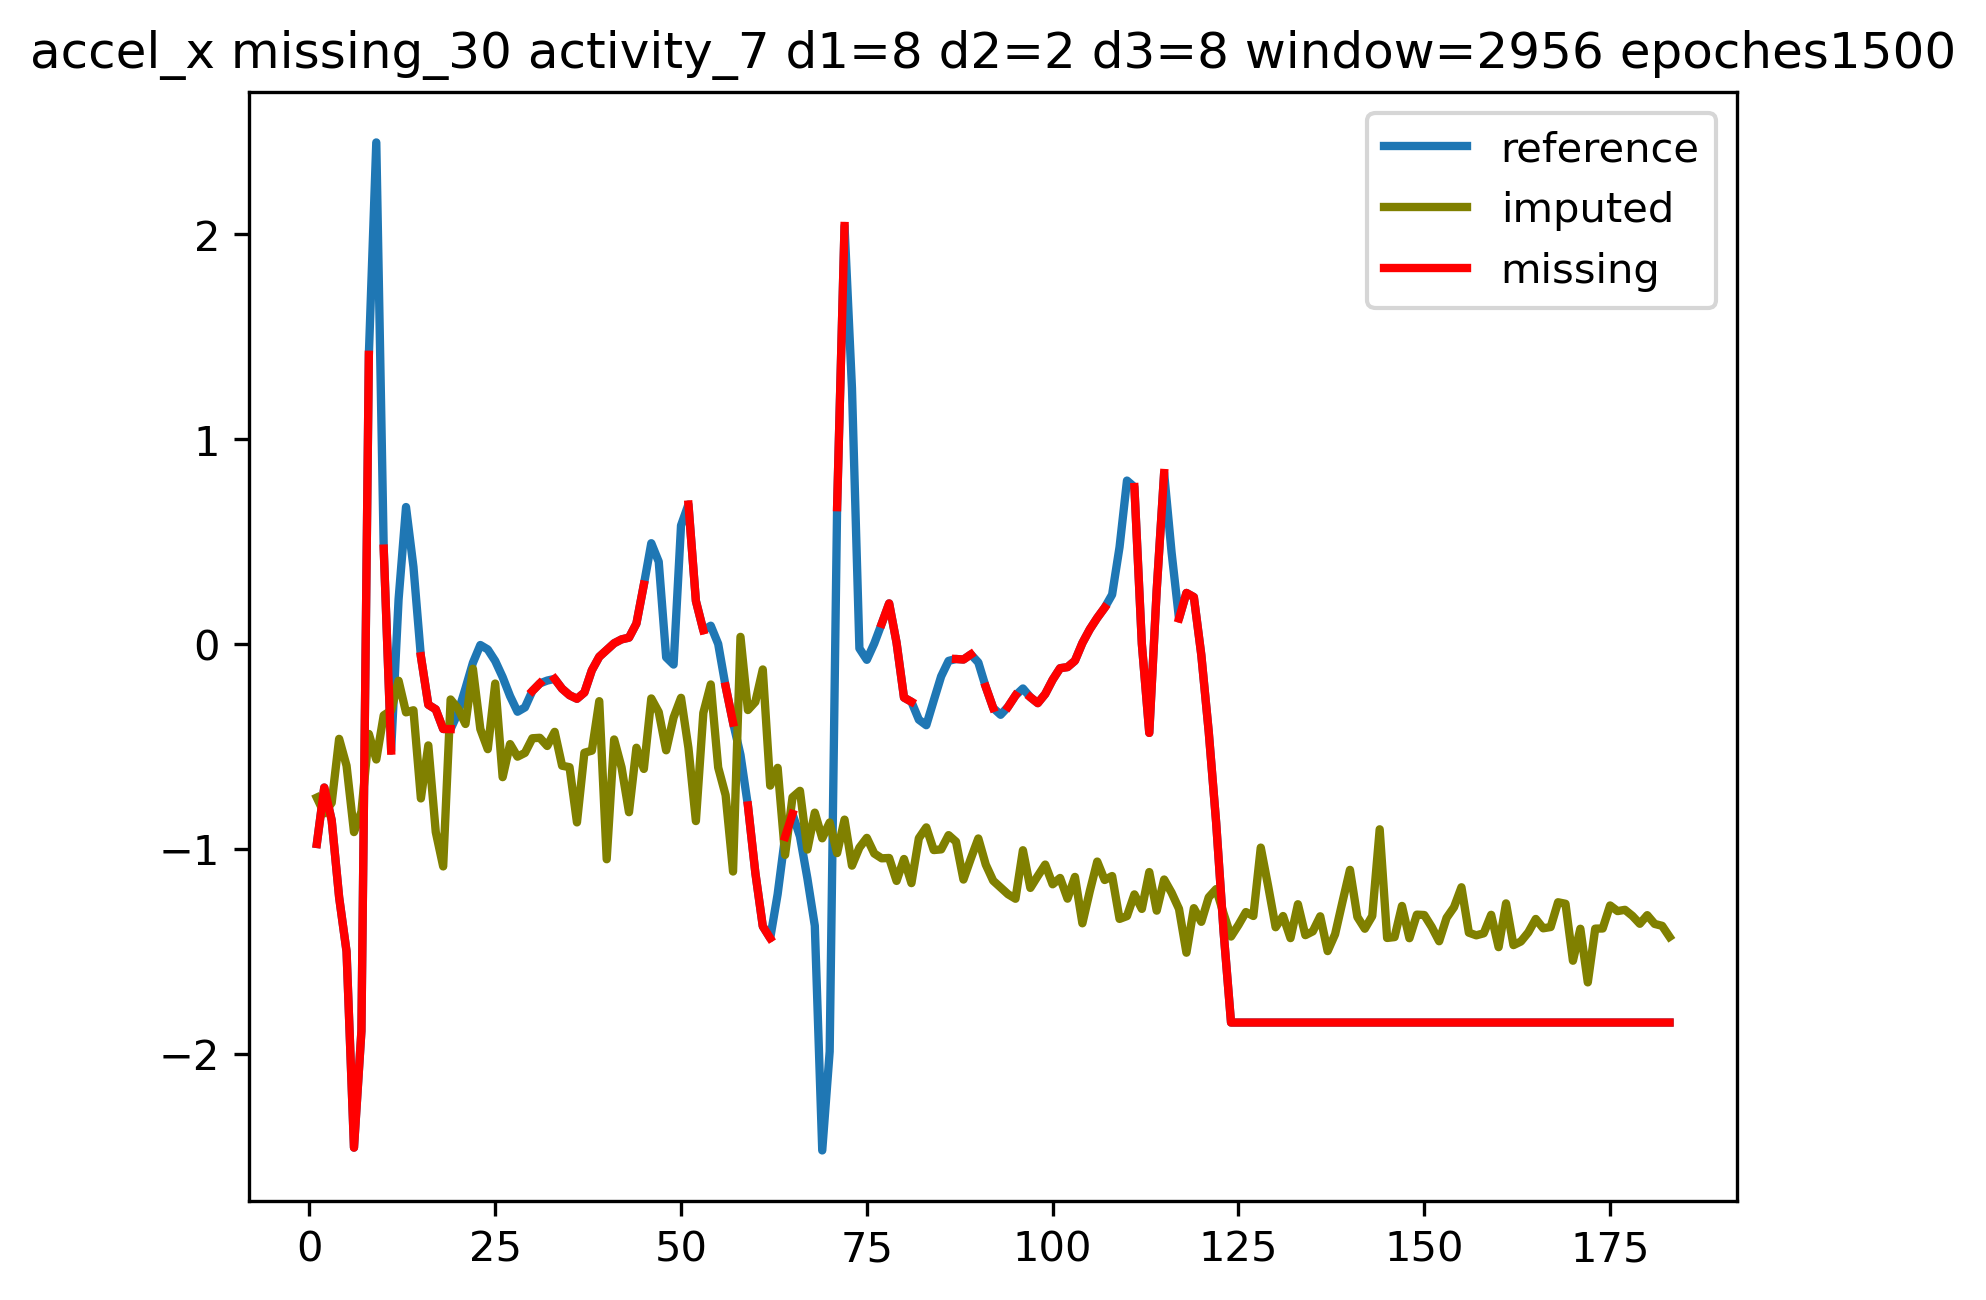 accel_x missing_30 activity_7 d1=8 d2=2 d3=8 window=2956 epoches1500
reference
imputed
missing
2
1
0
−1
−2
0 25 50 75 100 125 150 175